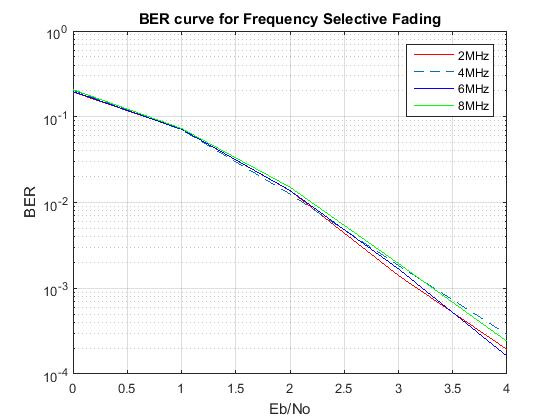 BER curve for Frequency Selective Fading
10^0
10^-1
10^-2
10^-3
10^-4
BER
2MHz
4MHz
6MHz
8MHz
0 0.5 1 1.5 2 2.5 3 3.5 4
Eb/No